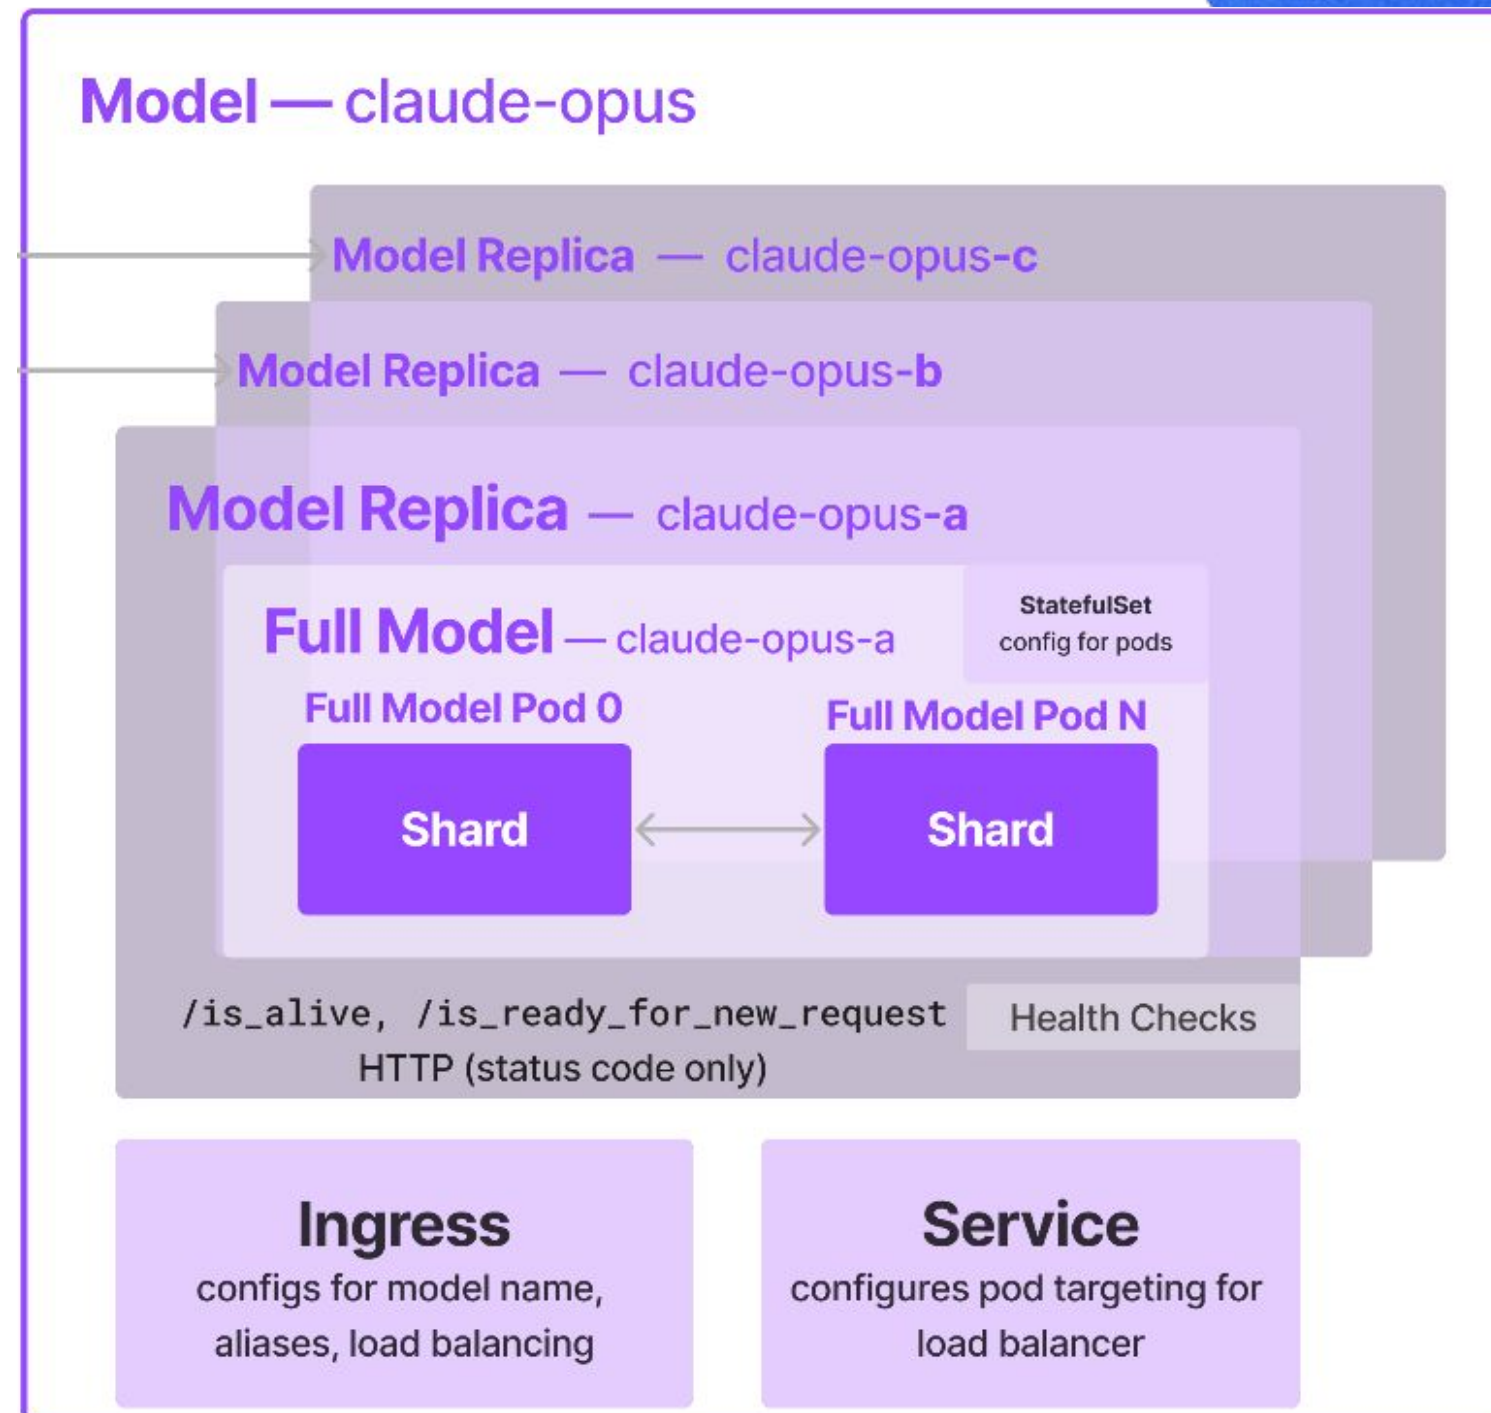 Model — claude-opus
Model Replica — claude-opus-c
Model Replica — claude-opus-b
Model Replica — claude-opus-a
Full Model — claude-opus-a
StatefulSet
config for pods
Full Model Pod 0
Full Model Pod N
Shard
Shard
/is_alive, /is_ready_for_new_request
HTTP (status code only)
Health Checks
Ingress
configs for model name,
aliases, load balancing
Service
configures pod targeting for
load balancer